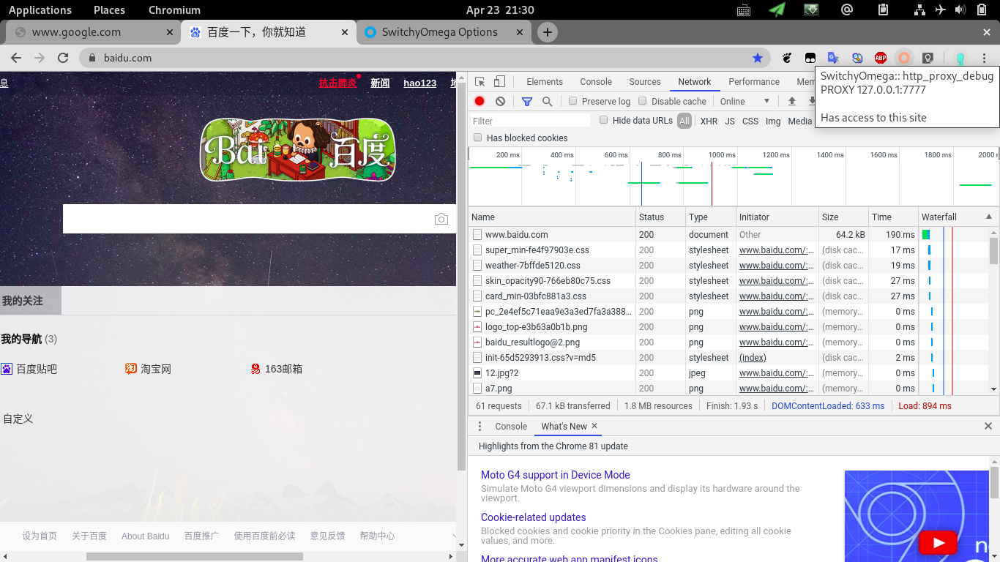 Applications Places Chromium Apr 23 21:30
www.google.com 百度一下，你就知道 SwitchyOmega Options
baidu.com ABP
SwitchyOmega:: http_proxy_debug
PROXY 127.0.0.1:7777
Has access to this site
息 抗击肺炎 新闻 hao123
Bai 百度
我的关注
我的导航 (3)
百度贴吧 淘宝网 163邮箱
自定义
设为首页 关于百度 About Baidu 百度推广 使用百度前必读 意见反馈 帮助中心
Elements Console Sources Network Performance Mem
Preserve log Disable cache Online
Filter Hide data URLs All XHR JS CSS Img Media
Has blocked cookies
200 ms 400 ms 600 ms 800 ms 1000 ms 1200 ms 1400 ms 1600 ms 1800 ms 2000 r
Name Status Type Initiator Size Time Waterfall
www.baidu.com 200 document Other 64.2 kB 190 ms
super_min-fe4f97903e.css 200 stylesheet www.baidu.com/:… (disk cac… 17 ms
weather-7bffde5120.css 200 stylesheet www.baidu.com/:… (disk cac… 19 ms
skin_opacity90-766eb80c75.css 200 stylesheet www.baidu.com/:… (disk cac… 27 ms
card_min-03bfc881a3.css 200 stylesheet www.baidu.com/:… (disk cac… 27 ms
pc_2e4ef5c71eaa9e3a3ed7fa3a388… 200 png www.baidu.com/:… (memory… 0 ms
logo_top-e3b63a0b1b.png 200 png www.baidu.com/:… (memory… 0 ms
baidu_resultlogo@2.png 200 png www.baidu.com/:… (memory… 0 ms
init-65d5293913.css?v=md5 200 stylesheet (index) (disk cac… 2 ms
12.jpg?2 200 jpeg www.baidu.com/:… (memory… 0 ms
a7.png 200 png www.baidu.com/:… (memory… 0 ms
61 requests 67.1 kB transferred 1.8 MB resources Finish: 1.93 s DOMContentLoaded: 633 ms Load: 894 ms
Console What's New
Highlights from the Chrome 81 update
Moto G4 support in Device Mode
Simulate Moto G4 viewport dimensions and display its hardware around the
viewport.
Cookie-related updates
Blocked cookies and cookie priority in the Cookies pane, editing all cookie
values, and more.
More accurate web app manifest icons